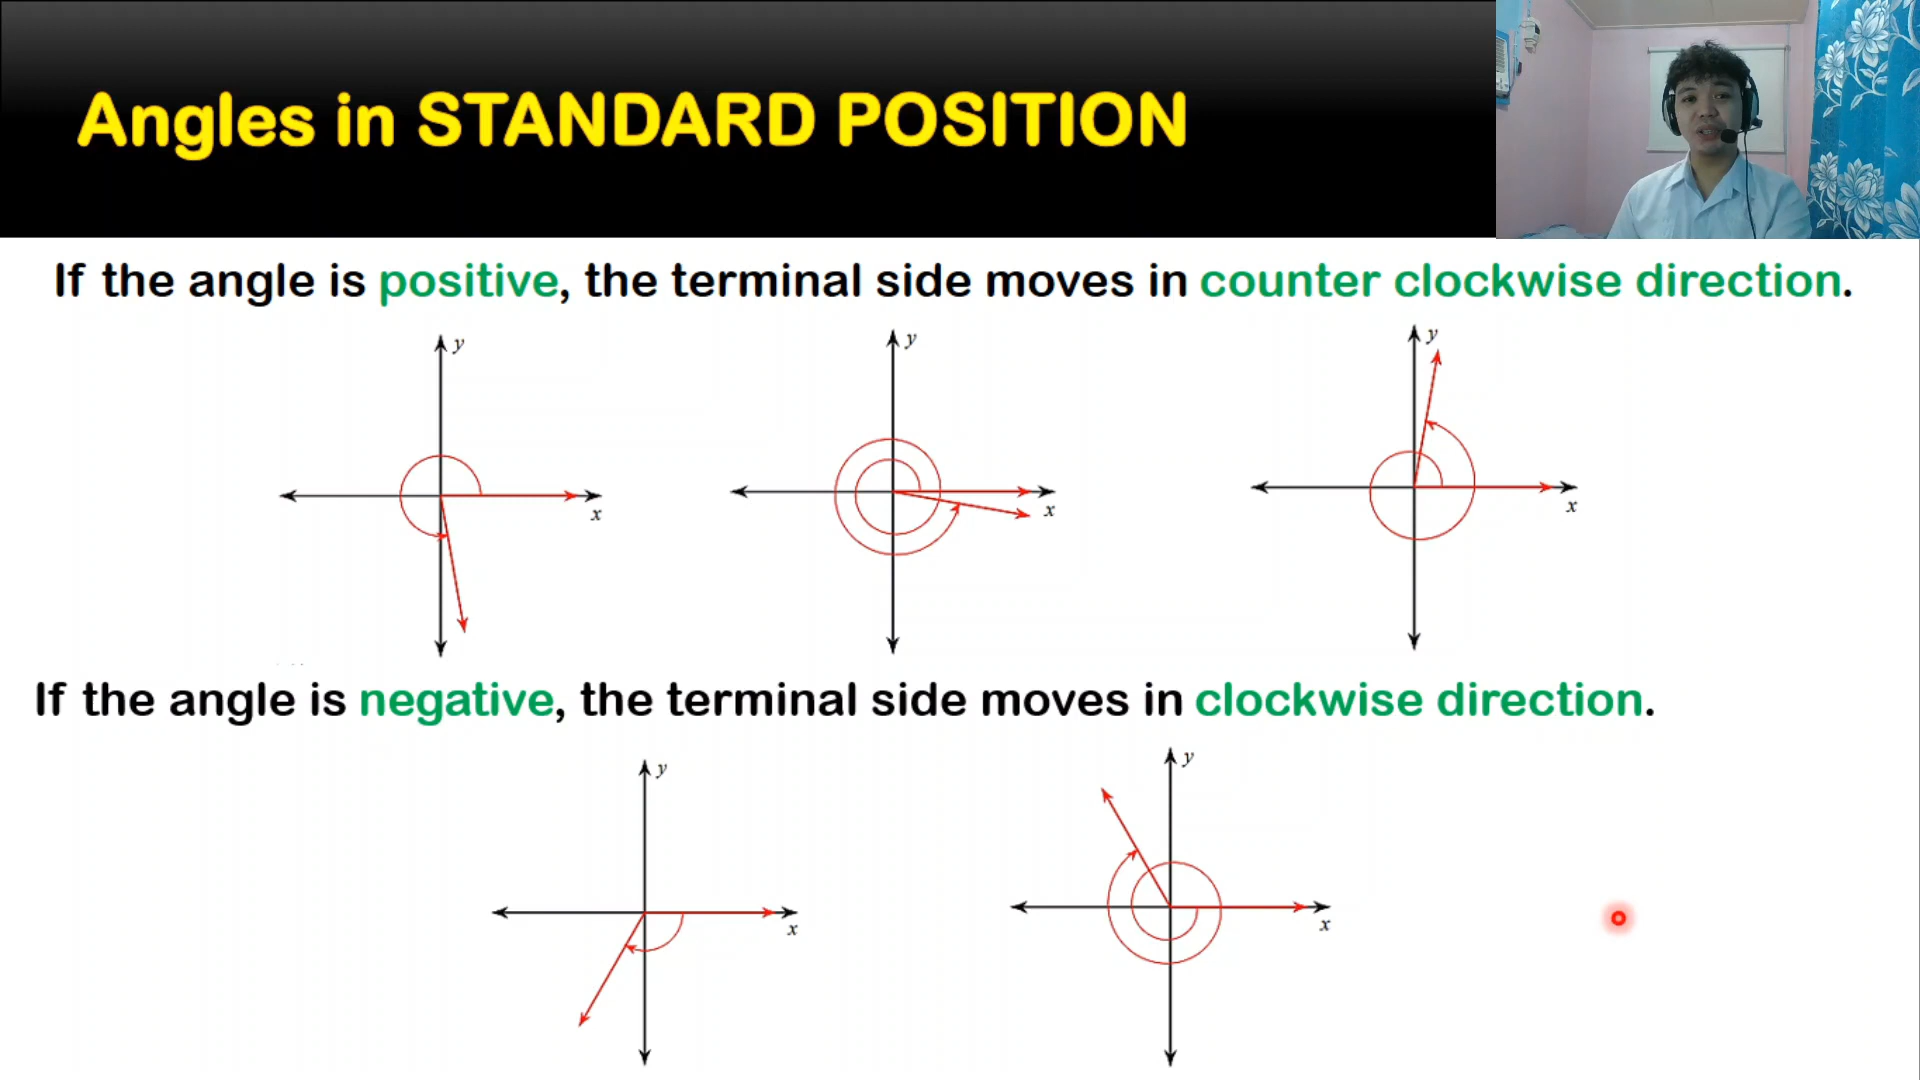 Angles in STANDARD POSITION
If the angle is positive, the terminal side moves in counter clockwise direction.
y
x
y
x
y
x
If the angle is negative, the terminal side moves in clockwise direction.
y
x
y
x